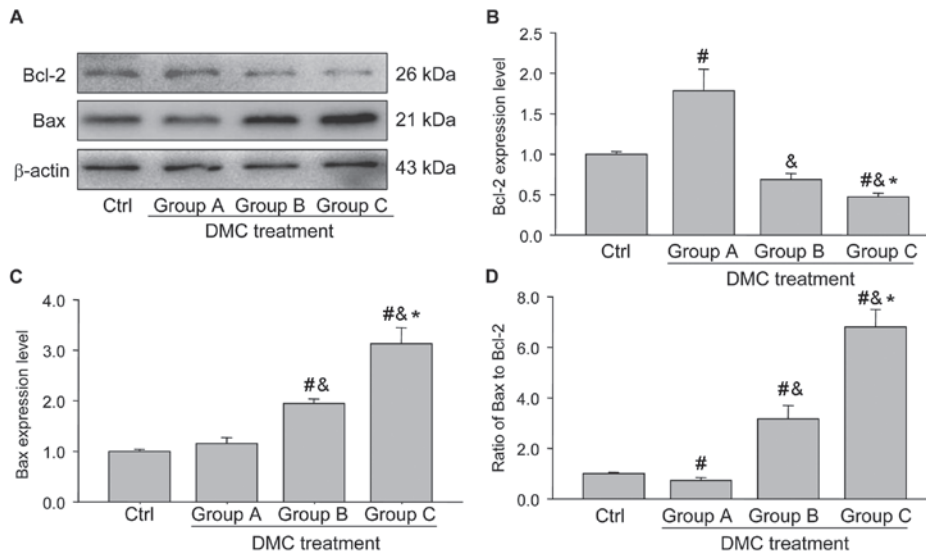 A
Bcl-2
26 kDa
Bax
21 kDa
β-actin
43 kDa
Ctrl Group A Group B Group C
DMC treatment
B
Bcl-2 expression level
2.5
2.0
1.5
1.0
0.5
0.0
#
&
#& *
Ctrl Group A Group B Group C
DMC treatment
C
Bax expression level
4.0
3.0
2.0
1.0
0.0
#&
#& *
Ctrl Group A Group B Group C
DMC treatment
D
Ratio of Bax to Bcl-2
8.0
6.0
4.0
2.0
0.0
#
#&
#& *
Ctrl Group A Group B Group C
DMC treatment